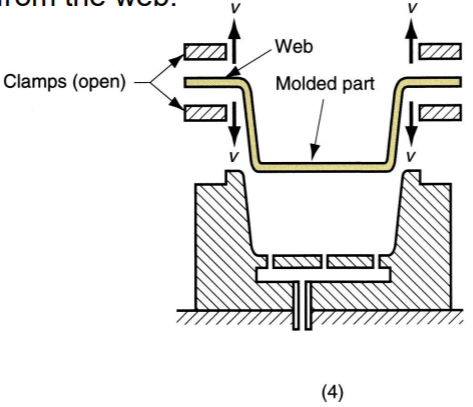 from the web.
v v
Web
Clamps (open)
Molded part
v v
(4)